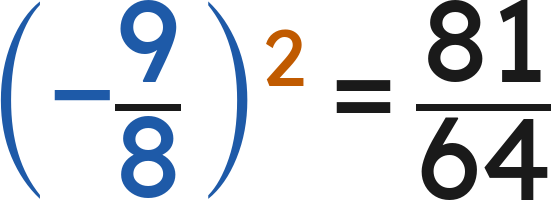 (−9/8)² = 81/64